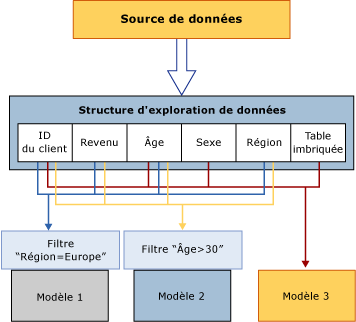 Source de données
Structure d'exploration de données
ID
du client
Revenu
Âge
Sexe
Région
Table
imbriquée
Filtre
“Région=Europe”
Filtre “Âge>30”
Modèle 1
Modèle 2
Modèle 3